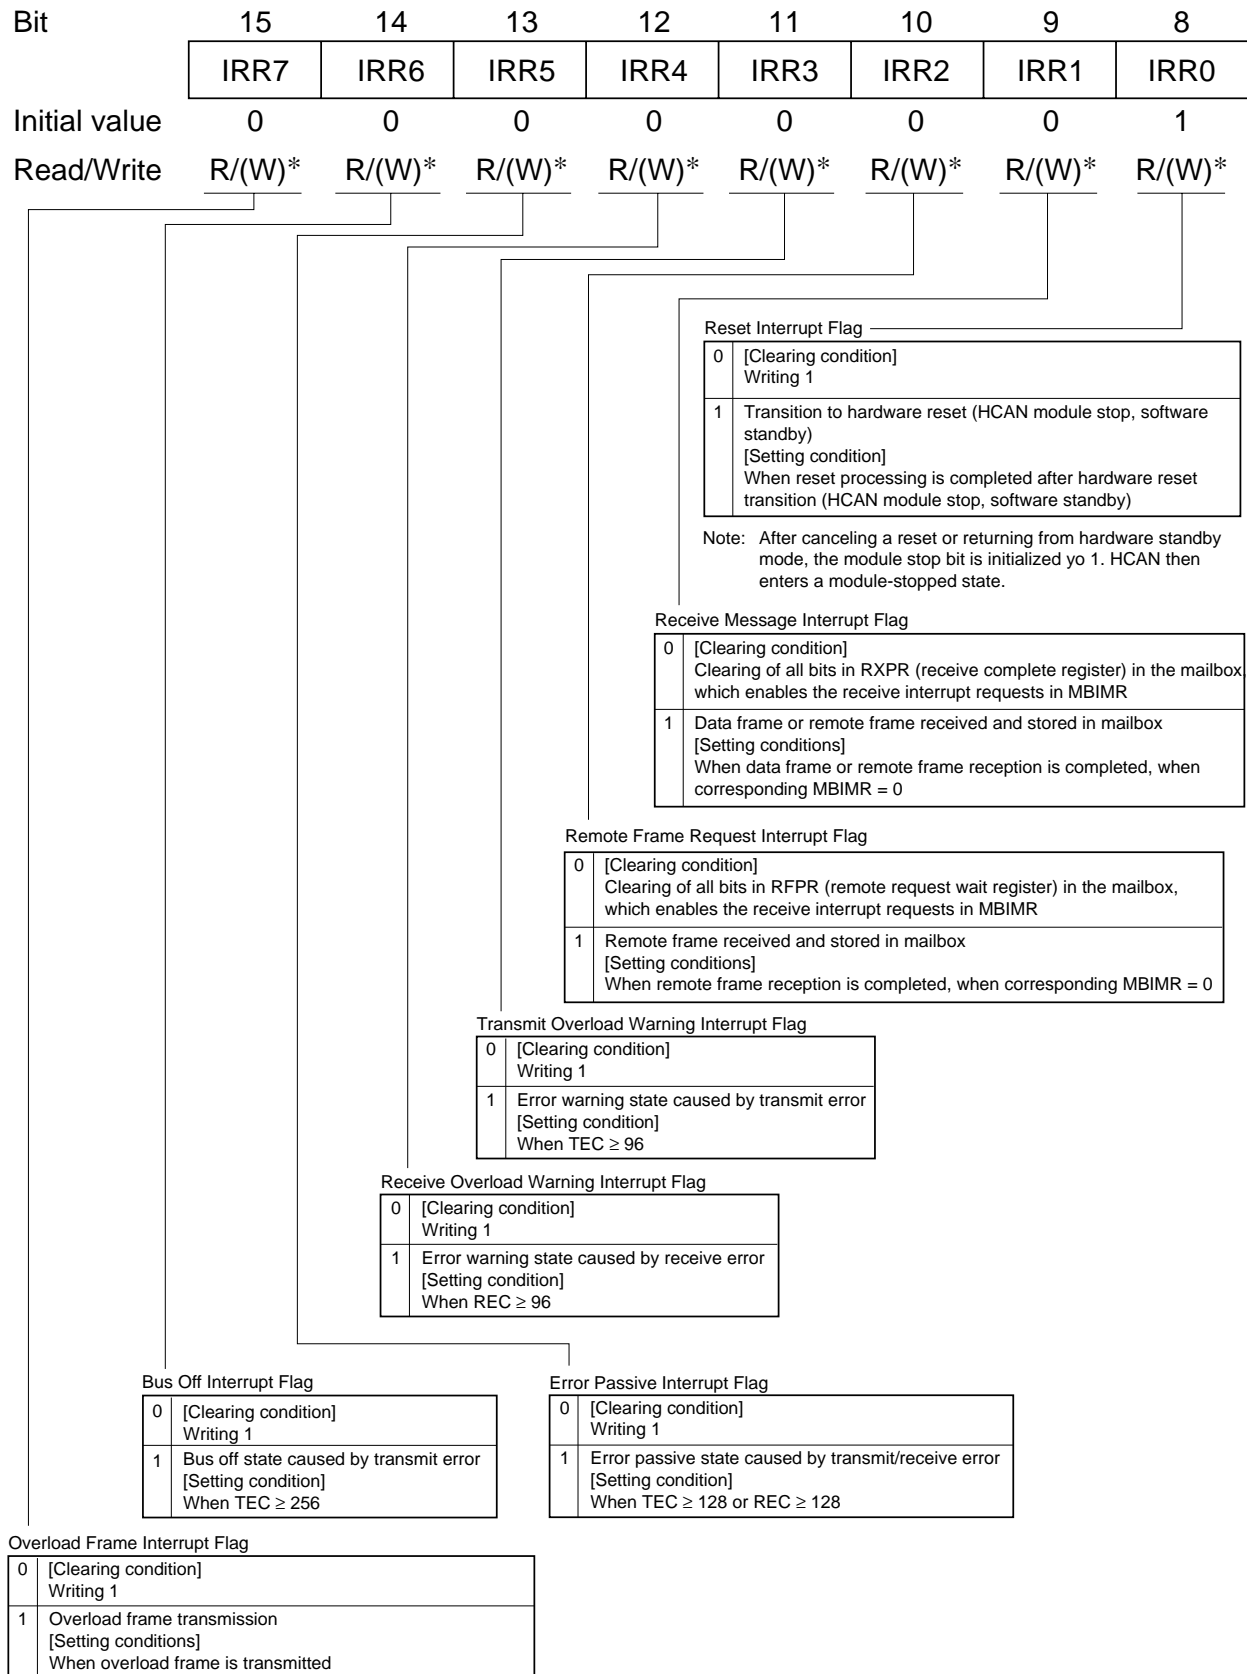 Bit 15 14 13 12 11 10 9 8
IRR7 IRR6 IRR5 IRR4 IRR3 IRR2 IRR1 IRR0
Initial value 0 0 0 0 0 0 0 1
Read/Write R/(W)* R/(W)* R/(W)* R/(W)* R/(W)* R/(W)* R/(W)* R/(W)*
Reset Interrupt Flag
0 [Clearing condition]
Writing 1
1 Transition to hardware reset (HCAN module stop, software
standby)
[Setting condition]
When reset processing is completed after hardware reset
transition (HCAN module stop, software standby)
Note: After canceling a reset or returning from hardware standby
mode, the module stop bit is initialized yo 1. HCAN then
enters a module-stopped state.
Receive Message Interrupt Flag
0 [Clearing condition]
Clearing of all bits in RXPR (receive complete register) in the mailbox,
which enables the receive interrupt requests in MBIMR
1 Data frame or remote frame received and stored in mailbox
[Setting conditions]
When data frame or remote frame reception is completed, when
corresponding MBIMR = 0
Remote Frame Request Interrupt Flag
0 [Clearing condition]
Clearing of all bits in RFPR (remote request wait register) in the mailbox,
which enables the receive interrupt requests in MBIMR
1 Remote frame received and stored in mailbox
[Setting conditions]
When remote frame reception is completed, when corresponding MBIMR = 0
Transmit Overload Warning Interrupt Flag
0 [Clearing condition]
Writing 1
1 Error warning state caused by transmit error
[Setting condition]
When TEC ≥ 96
Receive Overload Warning Interrupt Flag
0 [Clearing condition]
Writing 1
1 Error warning state caused by receive error
[Setting condition]
When REC ≥ 96
Bus Off Interrupt Flag
0 [Clearing condition]
Writing 1
1 Bus off state caused by transmit error
[Setting condition]
When TEC ≥ 256
Error Passive Interrupt Flag
0 [Clearing condition]
Writing 1
1 Error passive state caused by transmit/receive error
[Setting condition]
When TEC ≥ 128 or REC ≥ 128
Overload Frame Interrupt Flag
0 [Clearing condition]
Writing 1
1 Overload frame transmission
[Setting conditions]
When overload frame is transmitted